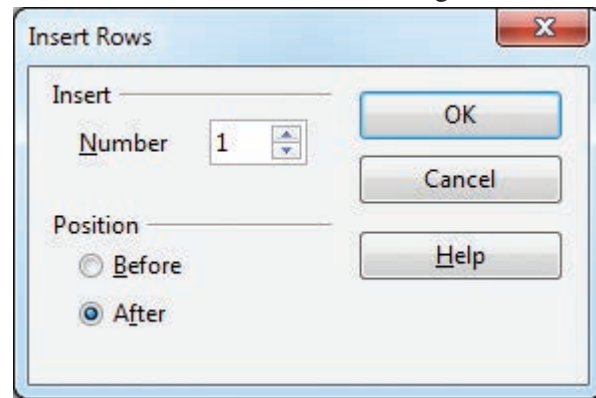 Insert Rows
Insert
Number 1
OK
Cancel
Position
Before
Help
After